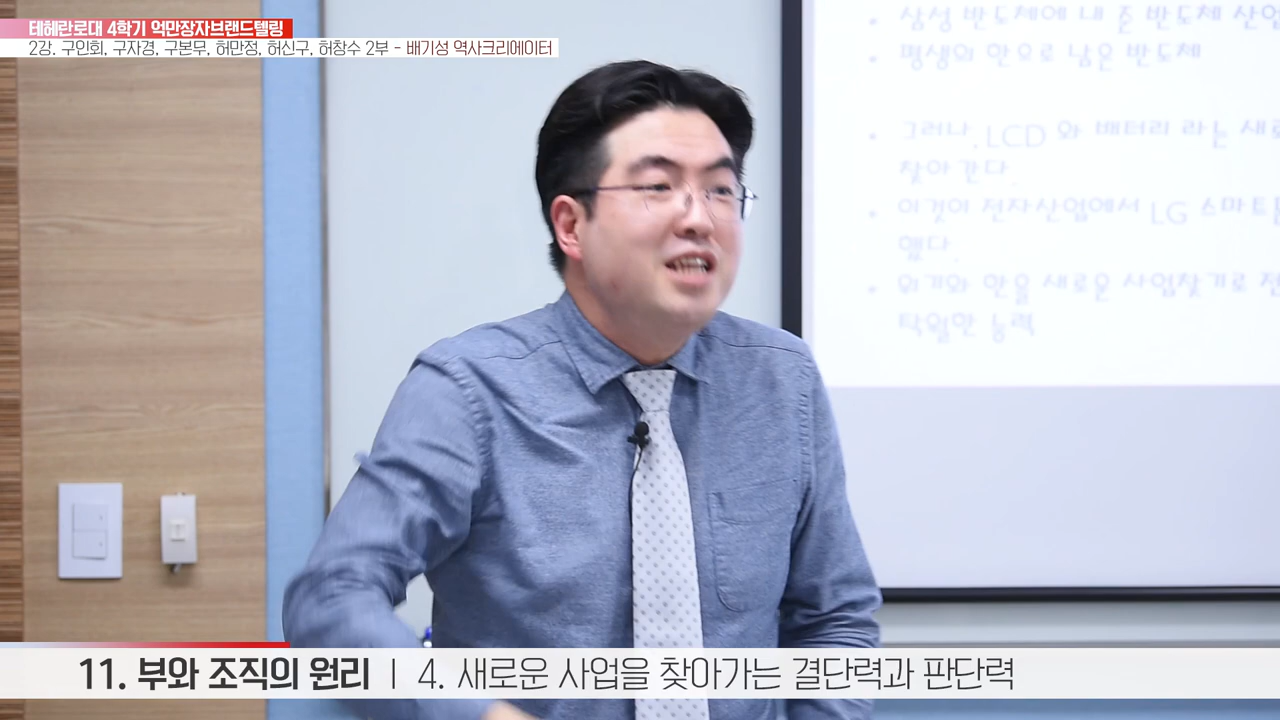 테헤란로대 4학기 억만장자브랜드텔링
2강. 구인회, 구자경, 구본무, 허만정, 허신구, 허창수 2부 - 배기성 역사크리에이터
삼성 반도체에 내 준 반도체 산업
평생의 한으로 남은 반도체
그러나, LCD 와 배터리 라는 새로
찾아 간다.
이것이 전자산업에서 LG 스마트
했다.
위기와 한을 새로운 사업찾기로
탁월한 능력
11. 부와 조직의 원리 | 4. 새로운 사업을 찾아가는 결단력과 판단력